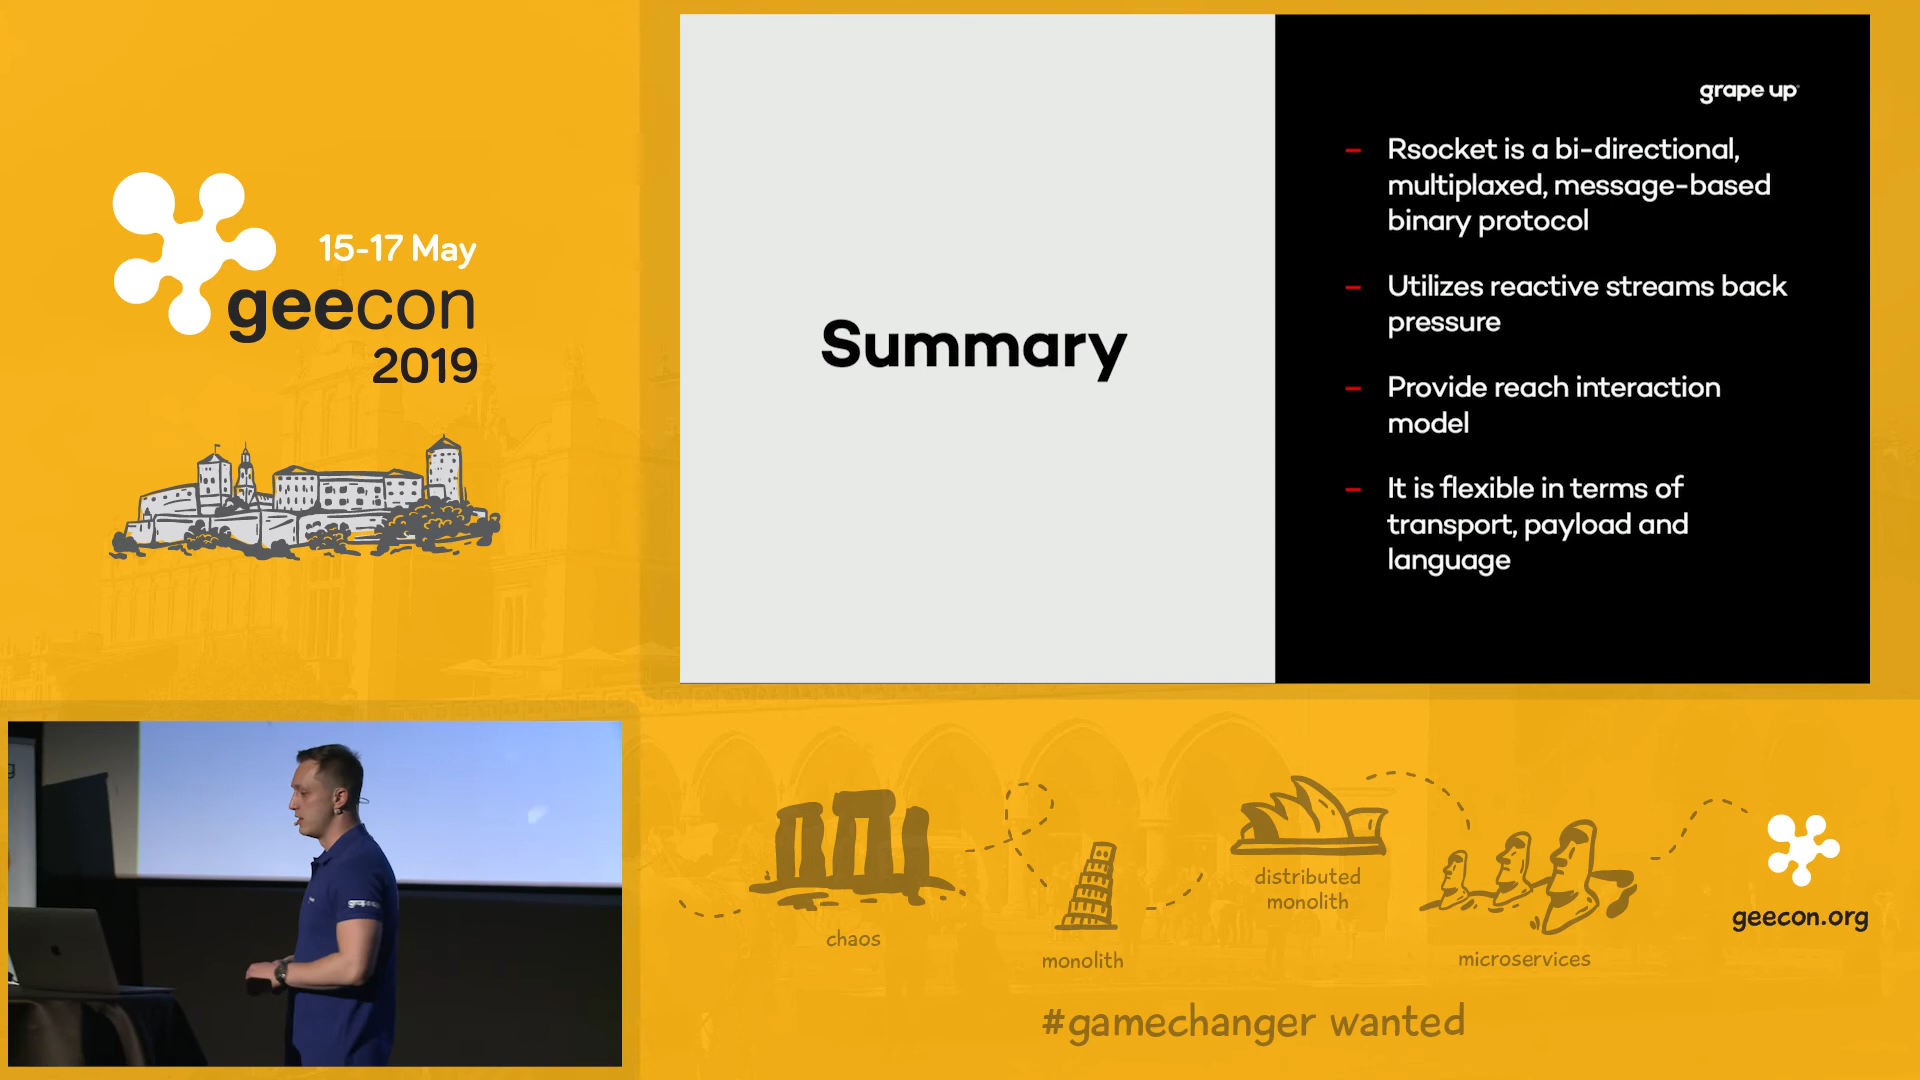 15-17 May
geecon
2019
Summary
grape up
– Rsocket is a bi-directional,
multiplaxed, message-based
binary protocol
– Utilizes reactive streams back
pressure
– Provide reach interaction
model
– It is flexible in terms of
transport, payload and
language
chaos
monolith
distributed
monolith
microservices
geecon.org
#gamechanger wanted